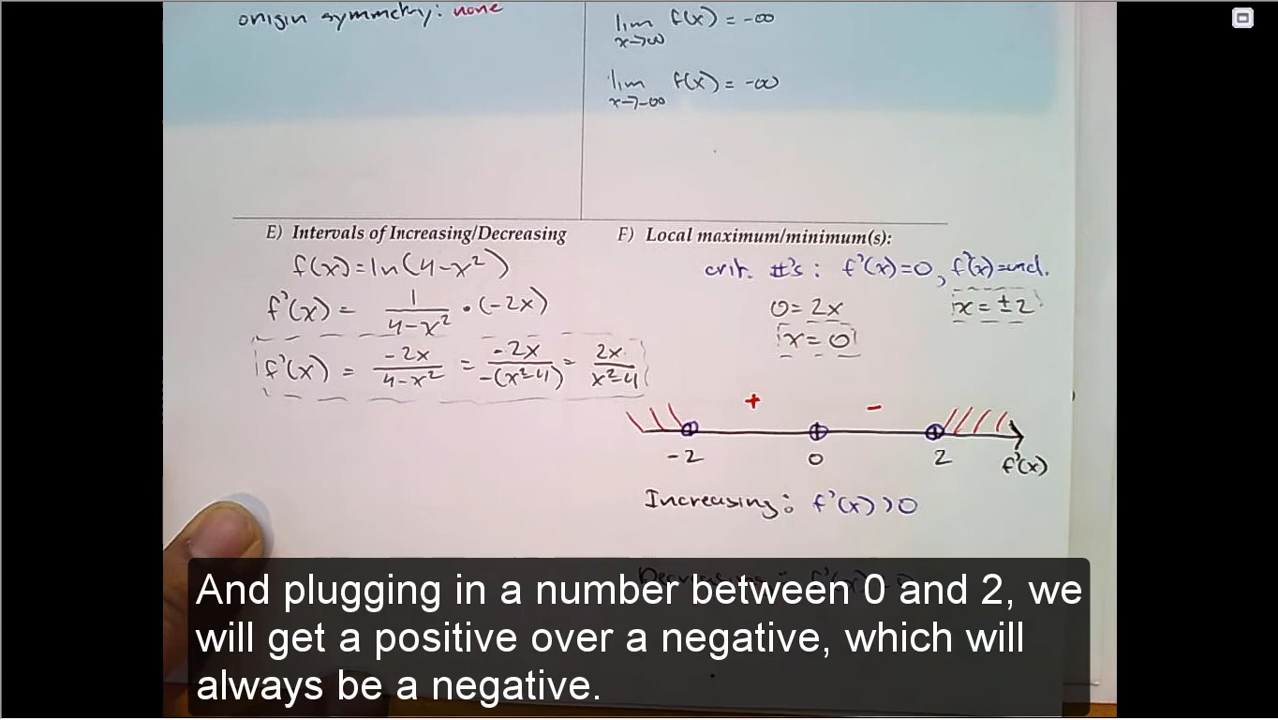 origin symmetry: none
lim f(x) = -∞
x→∞
lim f(x) = -∞
x→-∞
E) Intervals of Increasing/Decreasing
f(x) = ln(4-x²)
f'(x) = 1/(4-x²) • (-2x)
f'(x) = -2x/(4-x²) = -2x/-(x²-4) = 2x/(x²-4)
F) Local maximum/minimum(s):
crit. #'s : f'(x)=0, f'(x)=und.
0 = 2x
x = ±2
x = 0
+ -
-2 0 2 f'(x)
Increasing: f'(x) > 0
And plugging in a number between 0 and 2, we
will get a positive over a negative, which will
always be a negative.